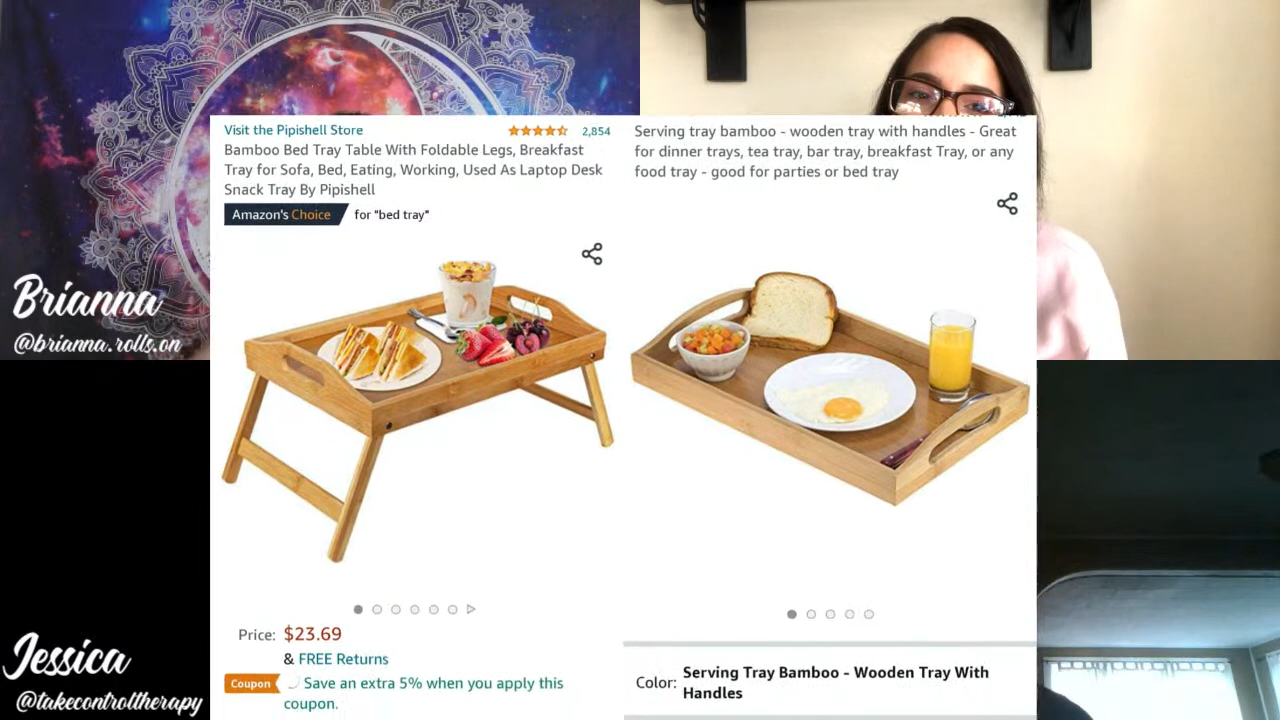 Visit the Pipishell Store
2,854
Bamboo Bed Tray Table With Foldable Legs, Breakfast
Tray for Sofa, Bed, Eating, Working, Used As Laptop Desk
Snack Tray By Pipishell
Amazon's Choice for "bed tray"
Price: $23.69
& FREE Returns
Coupon Save an extra 5% when you apply this
coupon.
Serving tray bamboo - wooden tray with handles - Great
for dinner trays, tea tray, bar tray, breakfast Tray, or any
food tray - good for parties or bed tray
Color: Serving Tray Bamboo - Wooden Tray With
Handles
Brianna
@brianna.rolls.on
Jessica
@takecontroltherapy